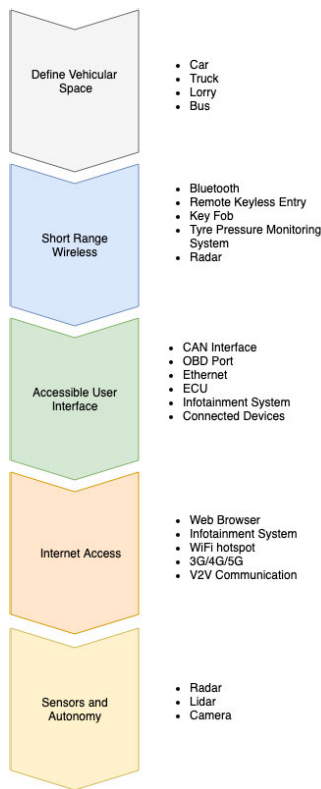 Define Vehicular
Space
• Car
• Truck
• Lorry
• Bus
Short Range
Wireless
• Bluetooth
• Remote Keyless Entry
• Key Fob
• Tyre Pressure Monitoring
System
• Radar
Accessible User
Interface
• CAN Interface
• OBD Port
• Ethernet
• ECU
• Infotainment System
• Connected Devices
Internet Access
• Web Browser
• Infotainment System
• WiFi hotspot
• 3G/4G/5G
• V2V Communication
Sensors and
Autonomy
• Radar
• Lidar
• Camera